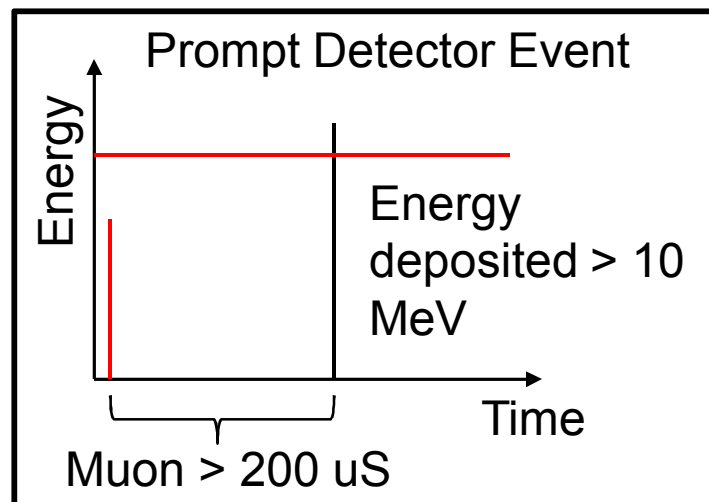 Prompt Detector Event
Energy
Energy
deposited > 10
MeV
Time
Muon > 200 uS